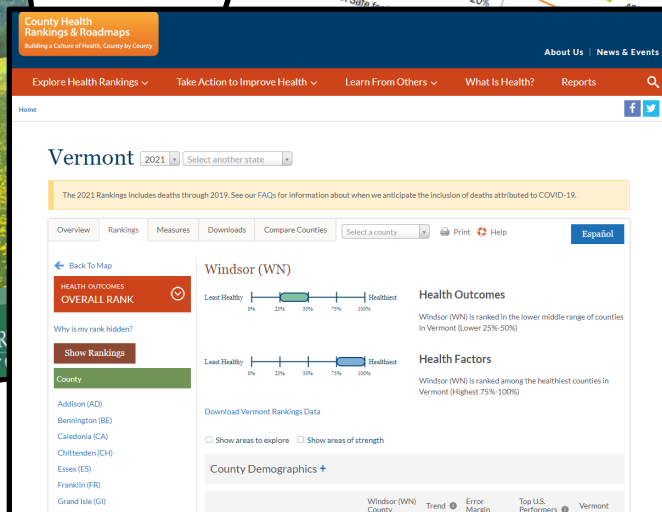 20%
County Health
Rankings & Roadmaps
Building a Culture of Health, County by County
About Us | News & Events
Explore Health Rankings
Take Action to Improve Health
Learn From Others
What Is Health?
Reports
Home
Vermont 2021 Select another state
The 2021 Rankings includes deaths through 2019. See our FAQs for information about when we anticipate the inclusion of deaths attributed to COVID-19.
Overview Rankings Measures Downloads Compare Counties Select a county Print Help Español
Back To Map
HEALTH OUTCOMES
OVERALL RANK
Why is my rank hidden?
Show Rankings
County
Addison (AD)
Bennington (BE)
Caledonia (CA)
Chittenden (CH)
Essex (ES)
Franklin (FR)
Grand Isle (GI)
Windsor (WN)
Least Healthy Healthiest
0% 25% 50% 75% 100%
Health Outcomes
Windsor (WN) is ranked in the lower middle range of counties
in Vermont (Lower 25%-50%)
Least Healthy Healthiest
0% 25% 50% 75% 100%
Health Factors
Windsor (WN) is ranked among the healthiest counties in
Vermont (Highest 75%-100%)
Download Vermont Rankings Data
Show areas to explore Show areas of strength
County Demographics +
Windsor (WN)
County
Trend
Error
Margin
Top U.S.
Performers
Vermont